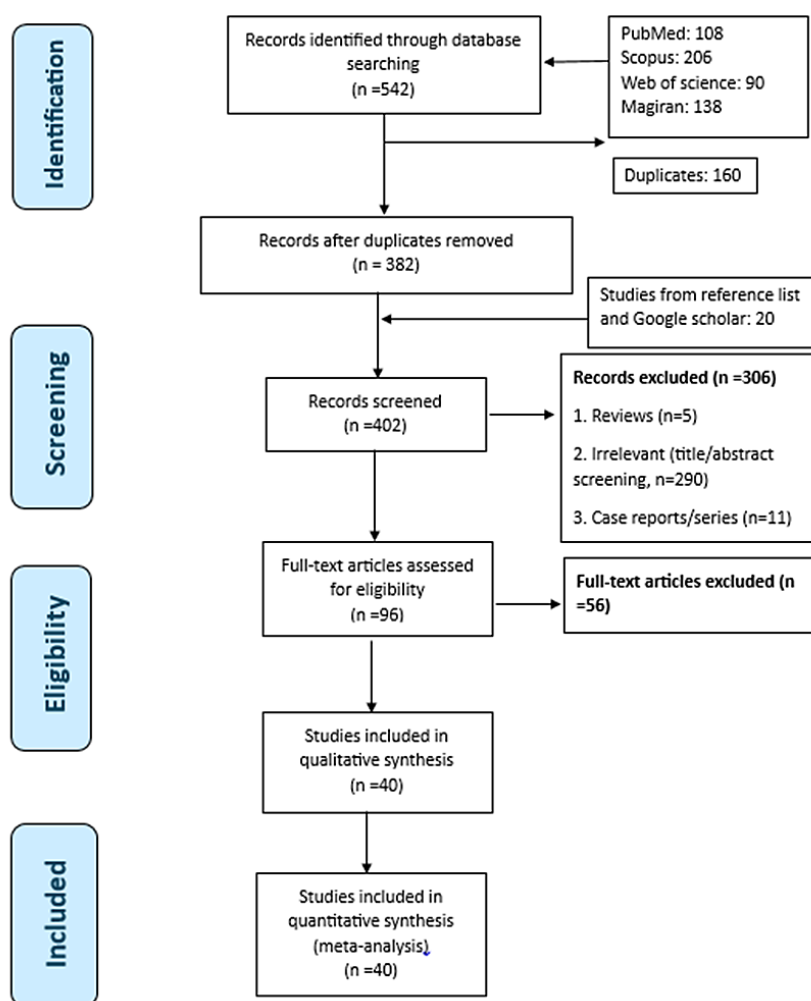 Identification
Records identified through database
searching
(n =542)
PubMed: 108
Scopus: 206
Web of science: 90
Magiran: 138
Duplicates: 160
Records after duplicates removed
(n = 382)
Studies from reference list
and Google scholar: 20
Screening
Records screened
(n =402)
Records excluded (n =306)
1. Reviews (n=5)
2. Irrelevant (title/abstract
screening, n=290)
3. Case reports/series (n=11)
Eligibility
Full-text articles assessed
for eligibility
(n =96)
Full-text articles excluded (n
=56)
Studies included in
qualitative synthesis
(n =40)
Included
Studies included in
quantitative synthesis
(meta-analysis)
(n =40)